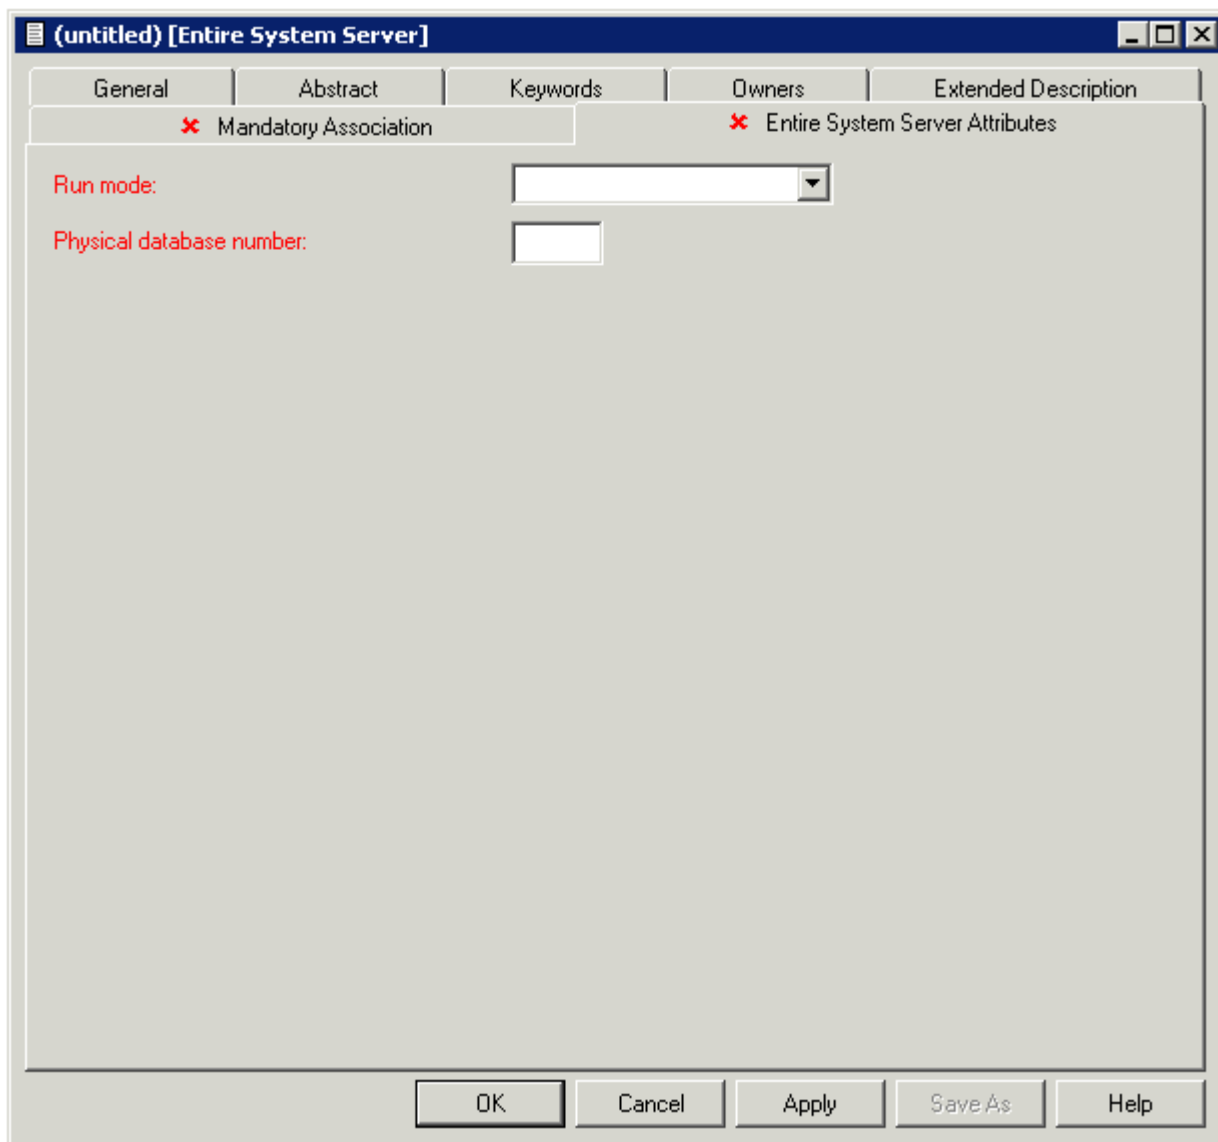 (untitled) [Entire System Server]
General Abstract Keywords Owners Extended Description
Mandatory Association Entire System Server Attributes
Run mode:
Physical database number:
OK Cancel Apply Save As Help